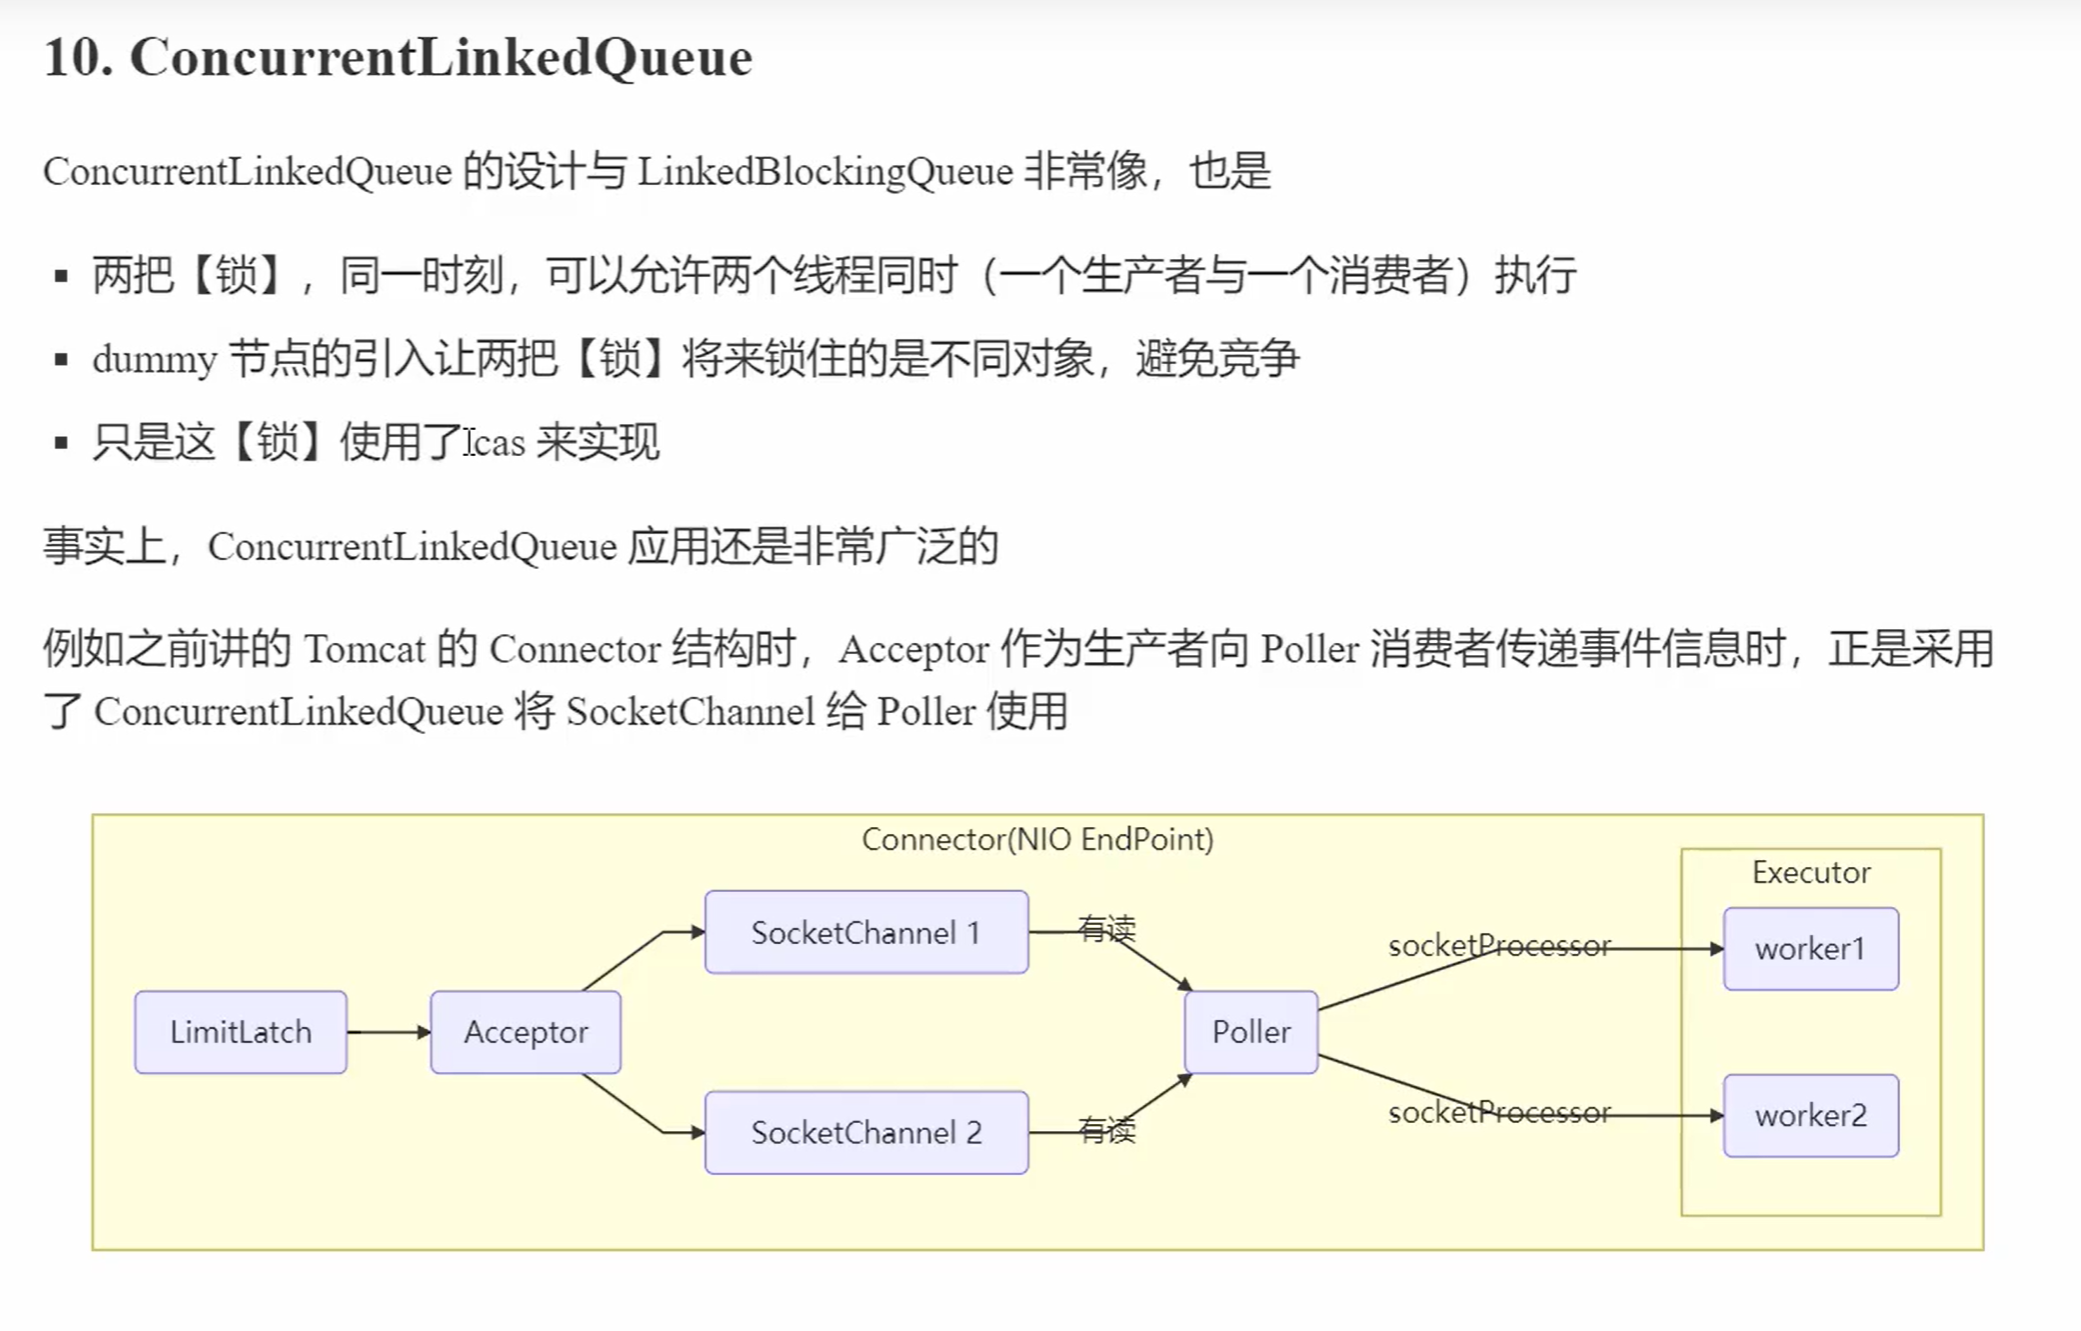 10. ConcurrentLinkedQueue
ConcurrentLinkedQueue 的设计与 LinkedBlockingQueue 非常像，也是
▪ 两把【锁】，同一时刻，可以允许两个线程同时（一个生产者与一个消费者）执行
▪ dummy 节点的引入让两把【锁】将来锁住的是不同对象，避免竞争
▪ 只是这【锁】使用了cas 来实现
事实上，ConcurrentLinkedQueue 应用还是非常广泛的
例如之前讲的 Tomcat 的 Connector 结构时，Acceptor 作为生产者向 Poller 消费者传递事件信息时，正是采用
了 ConcurrentLinkedQueue 将 SocketChannel 给 Poller 使用
Connector(NIO EndPoint)
Executor
SocketChannel 1
有读
socketProcessor
worker1
LimitLatch
Acceptor
Poller
SocketChannel 2
有读
socketProcessor
worker2